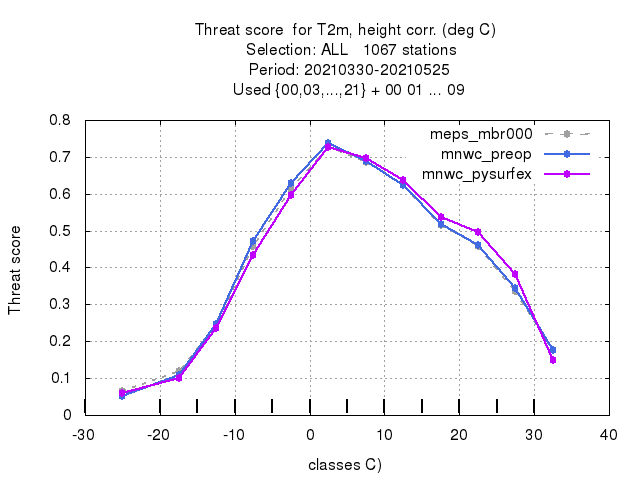 Threat score  for T2m, height corr. (deg C)
Selection: ALL   1067 stations
Period: 20210330-20210525
Used {00,03,...,21} + 00 01 ... 09
meps_mbr000
mnwc_preop
mnwc_pysurfex
Threat score
0.8
0.7
0.6
0.5
0.4
0.3
0.2
0.1
0
-30 -20 -10 0 10 20 30 40
classes C)